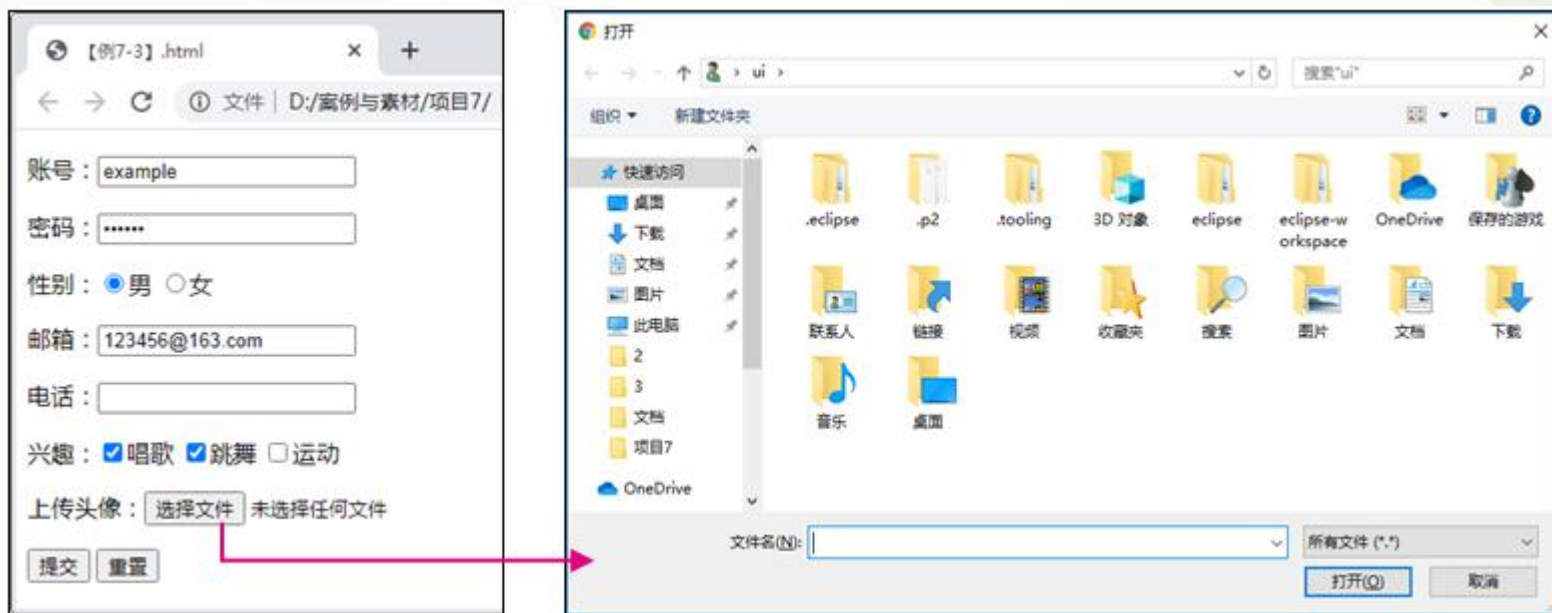 【例7-3】.html
文件 | D:/案例与素材/项目7/
账号：example
密码：••••••
性别：男 女
邮箱：123456@163.com
电话：
兴趣：唱歌 跳舞 运动
上传头像：选择文件 未选择任何文件
提交 重置
打开
ui
搜索"ui"
组织 新建文件夹
快速访问
桌面
下载
文档
图片
此电脑
2
3
文档
项目7
OneDrive
.eclipse .p2 .tooling 3D 对象 eclipse eclipse-w OneDrive 保存的游戏
orkspace
联系人 链接 视频 收藏夹 搜索 图片 文档 下载
音乐 桌面
文件名(N): 所有文件 (*.*)
打开(O) 取消